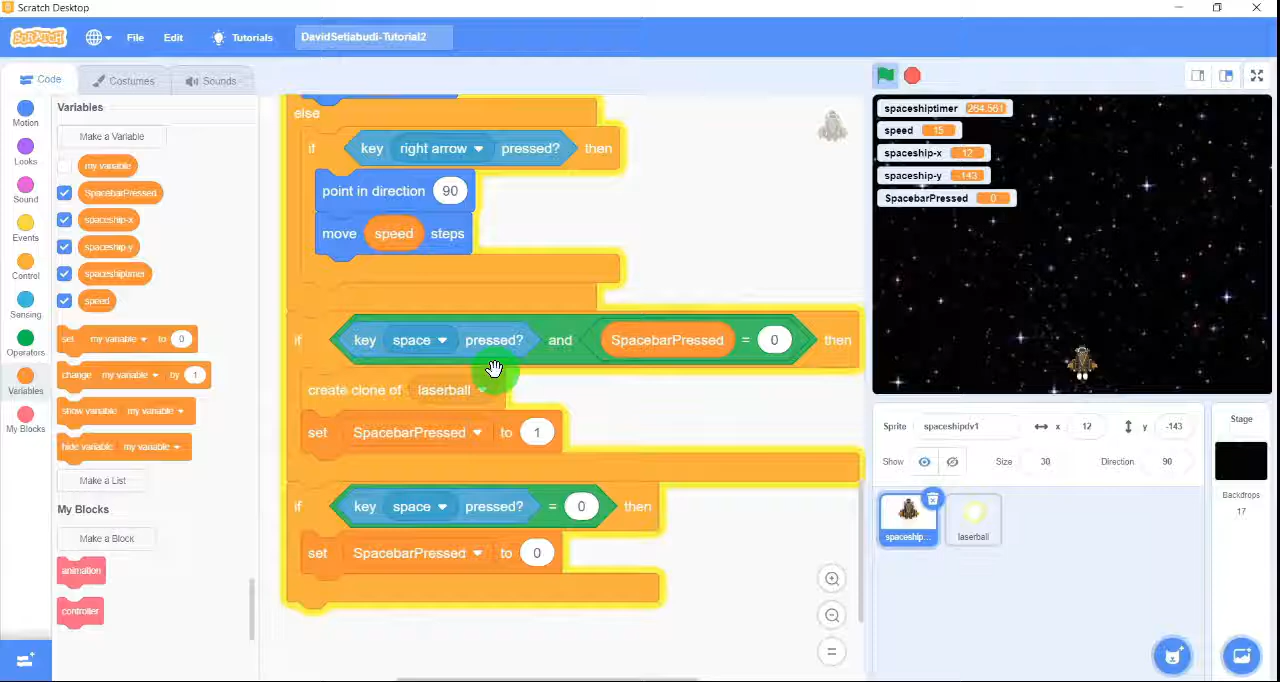 Scratch Desktop
SCRATCH File Edit Tutorials DavidSetiabudi-Tutorial2
Code Costumes Sounds
Motion
Looks
Sound
Events
Control
Sensing
Operators
Variables
My Blocks
Variables
Make a Variable
my variable
SpacebarPressed
spaceship-x
spaceship-y
spaceshiptimer
speed
set my variable to 0
change my variable by 1
show variable my variable
hide variable my variable
Make a List
My Blocks
Make a Block
animation
controller
else
if key right arrow pressed? then
point in direction 90
move speed steps
if key space pressed? and SpacebarPressed = 0 then
create clone of laserball
set SpacebarPressed to 1
if key space pressed? = 0 then
set SpacebarPressed to 0
spaceshiptimer 264.561
speed 15
spaceship-x 12
spaceship-y -143
SpacebarPressed 0
Sprite spaceshipdv1 x 12 y -143
Show Size 30 Direction 90
spaceship...
laserball
Stage
Backdrops
17